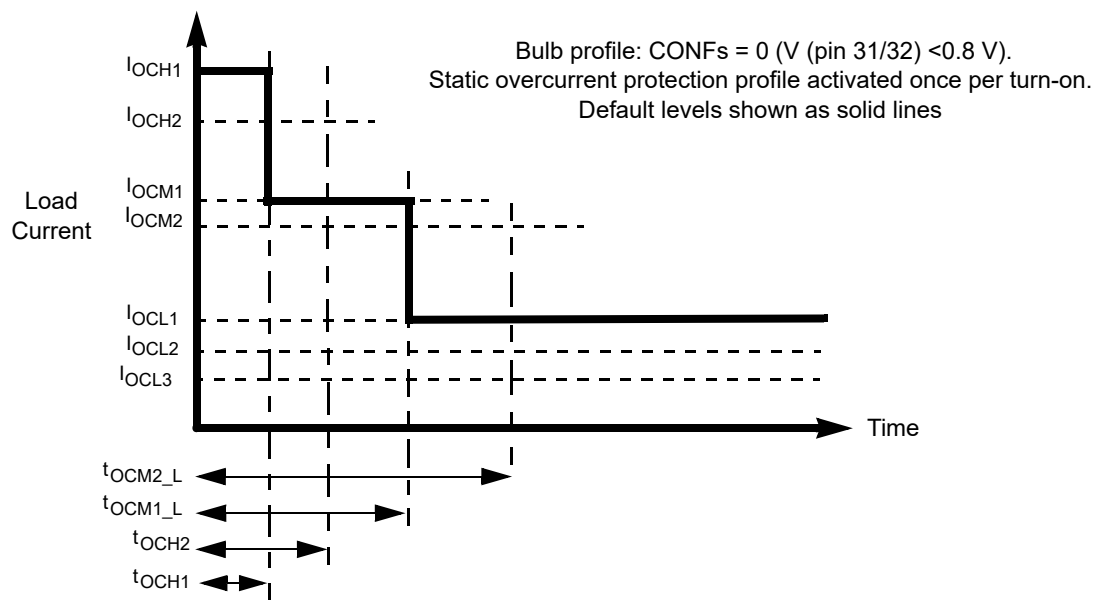 Bulb profile: CONFs = 0 (V (pin 31/32) <0.8 V).
Static overcurrent protection profile activated once per turn-on.
Default levels shown as solid lines
IOCH1
IOCH2
IOCM1
IOCM2
Load
Current
IOCL1
IOCL2
IOCL3
Time
tOCM2_L
tOCM1_L
tOCH2
tOCH1